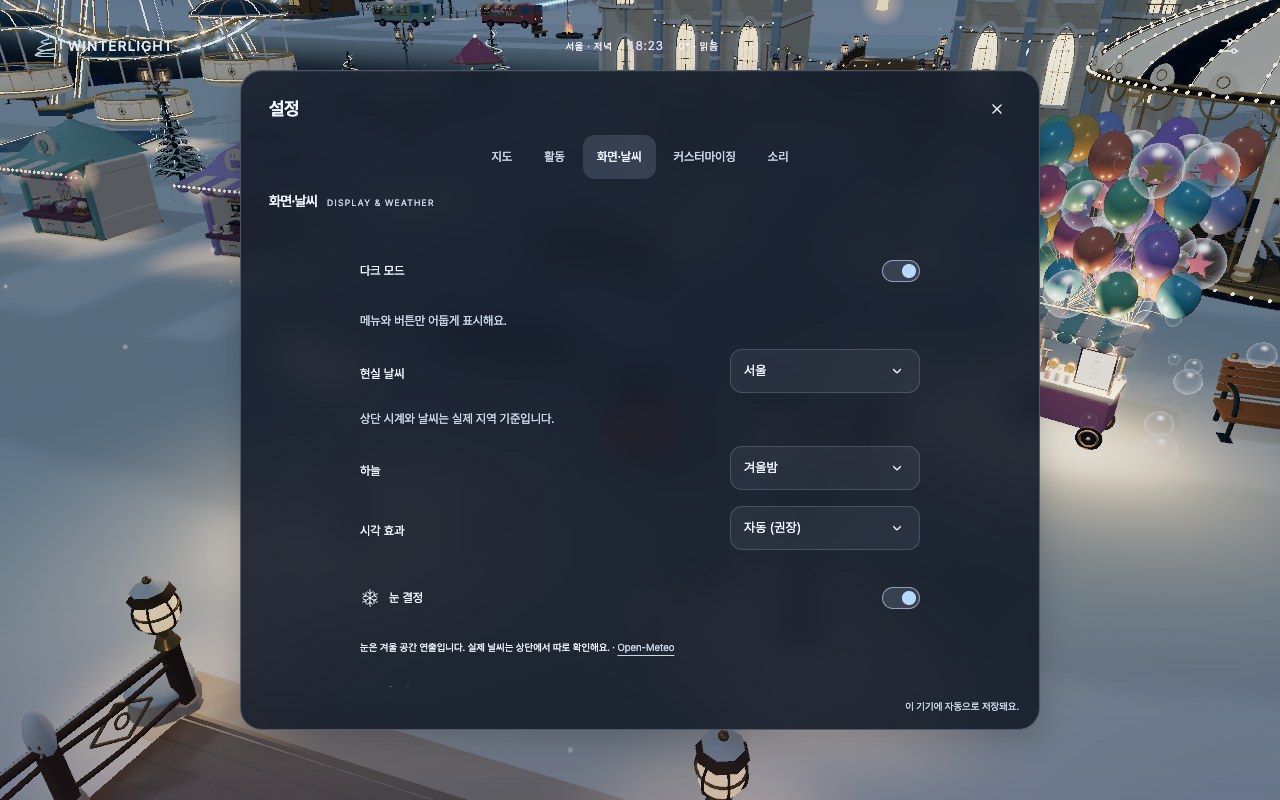 WINTERLIGHT
서울 · 저녁 18:23 맑음
설정
지도 활동 화면·날씨 커스터마이징 소리
화면·날씨 DISPLAY & WEATHER
다크 모드
메뉴와 버튼만 어둡게 표시해요.
현실 날씨 서울
상단 시계와 날씨는 실제 지역 기준입니다.
하늘 겨울밤
시각 효과 자동 (권장)
눈 결정
눈은 겨울 공간 연출입니다. 실제 날씨는 상단에서 따로 확인해요. · Open-Meteo
이 기기에 자동으로 저장돼요.